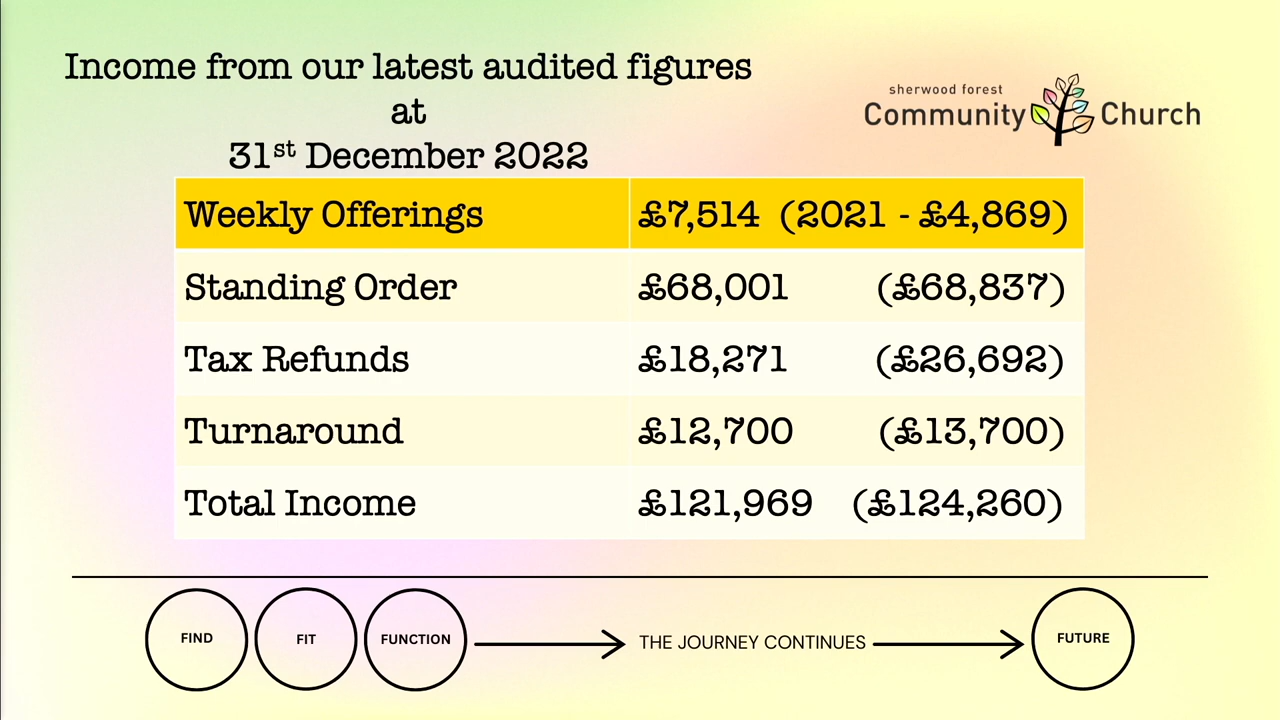 Income from our latest audited figures
at
31st December 2022
sherwood forest
Community Church
Weekly Offerings £7,514 (2021 - £4,869)
Standing Order £68,001 (£68,837)
Tax Refunds £18,271 (£26,692)
Turnaround £12,700 (£13,700)
Total Income £121,969 (£124,260)
FIND FIT FUNCTION THE JOURNEY CONTINUES FUTURE